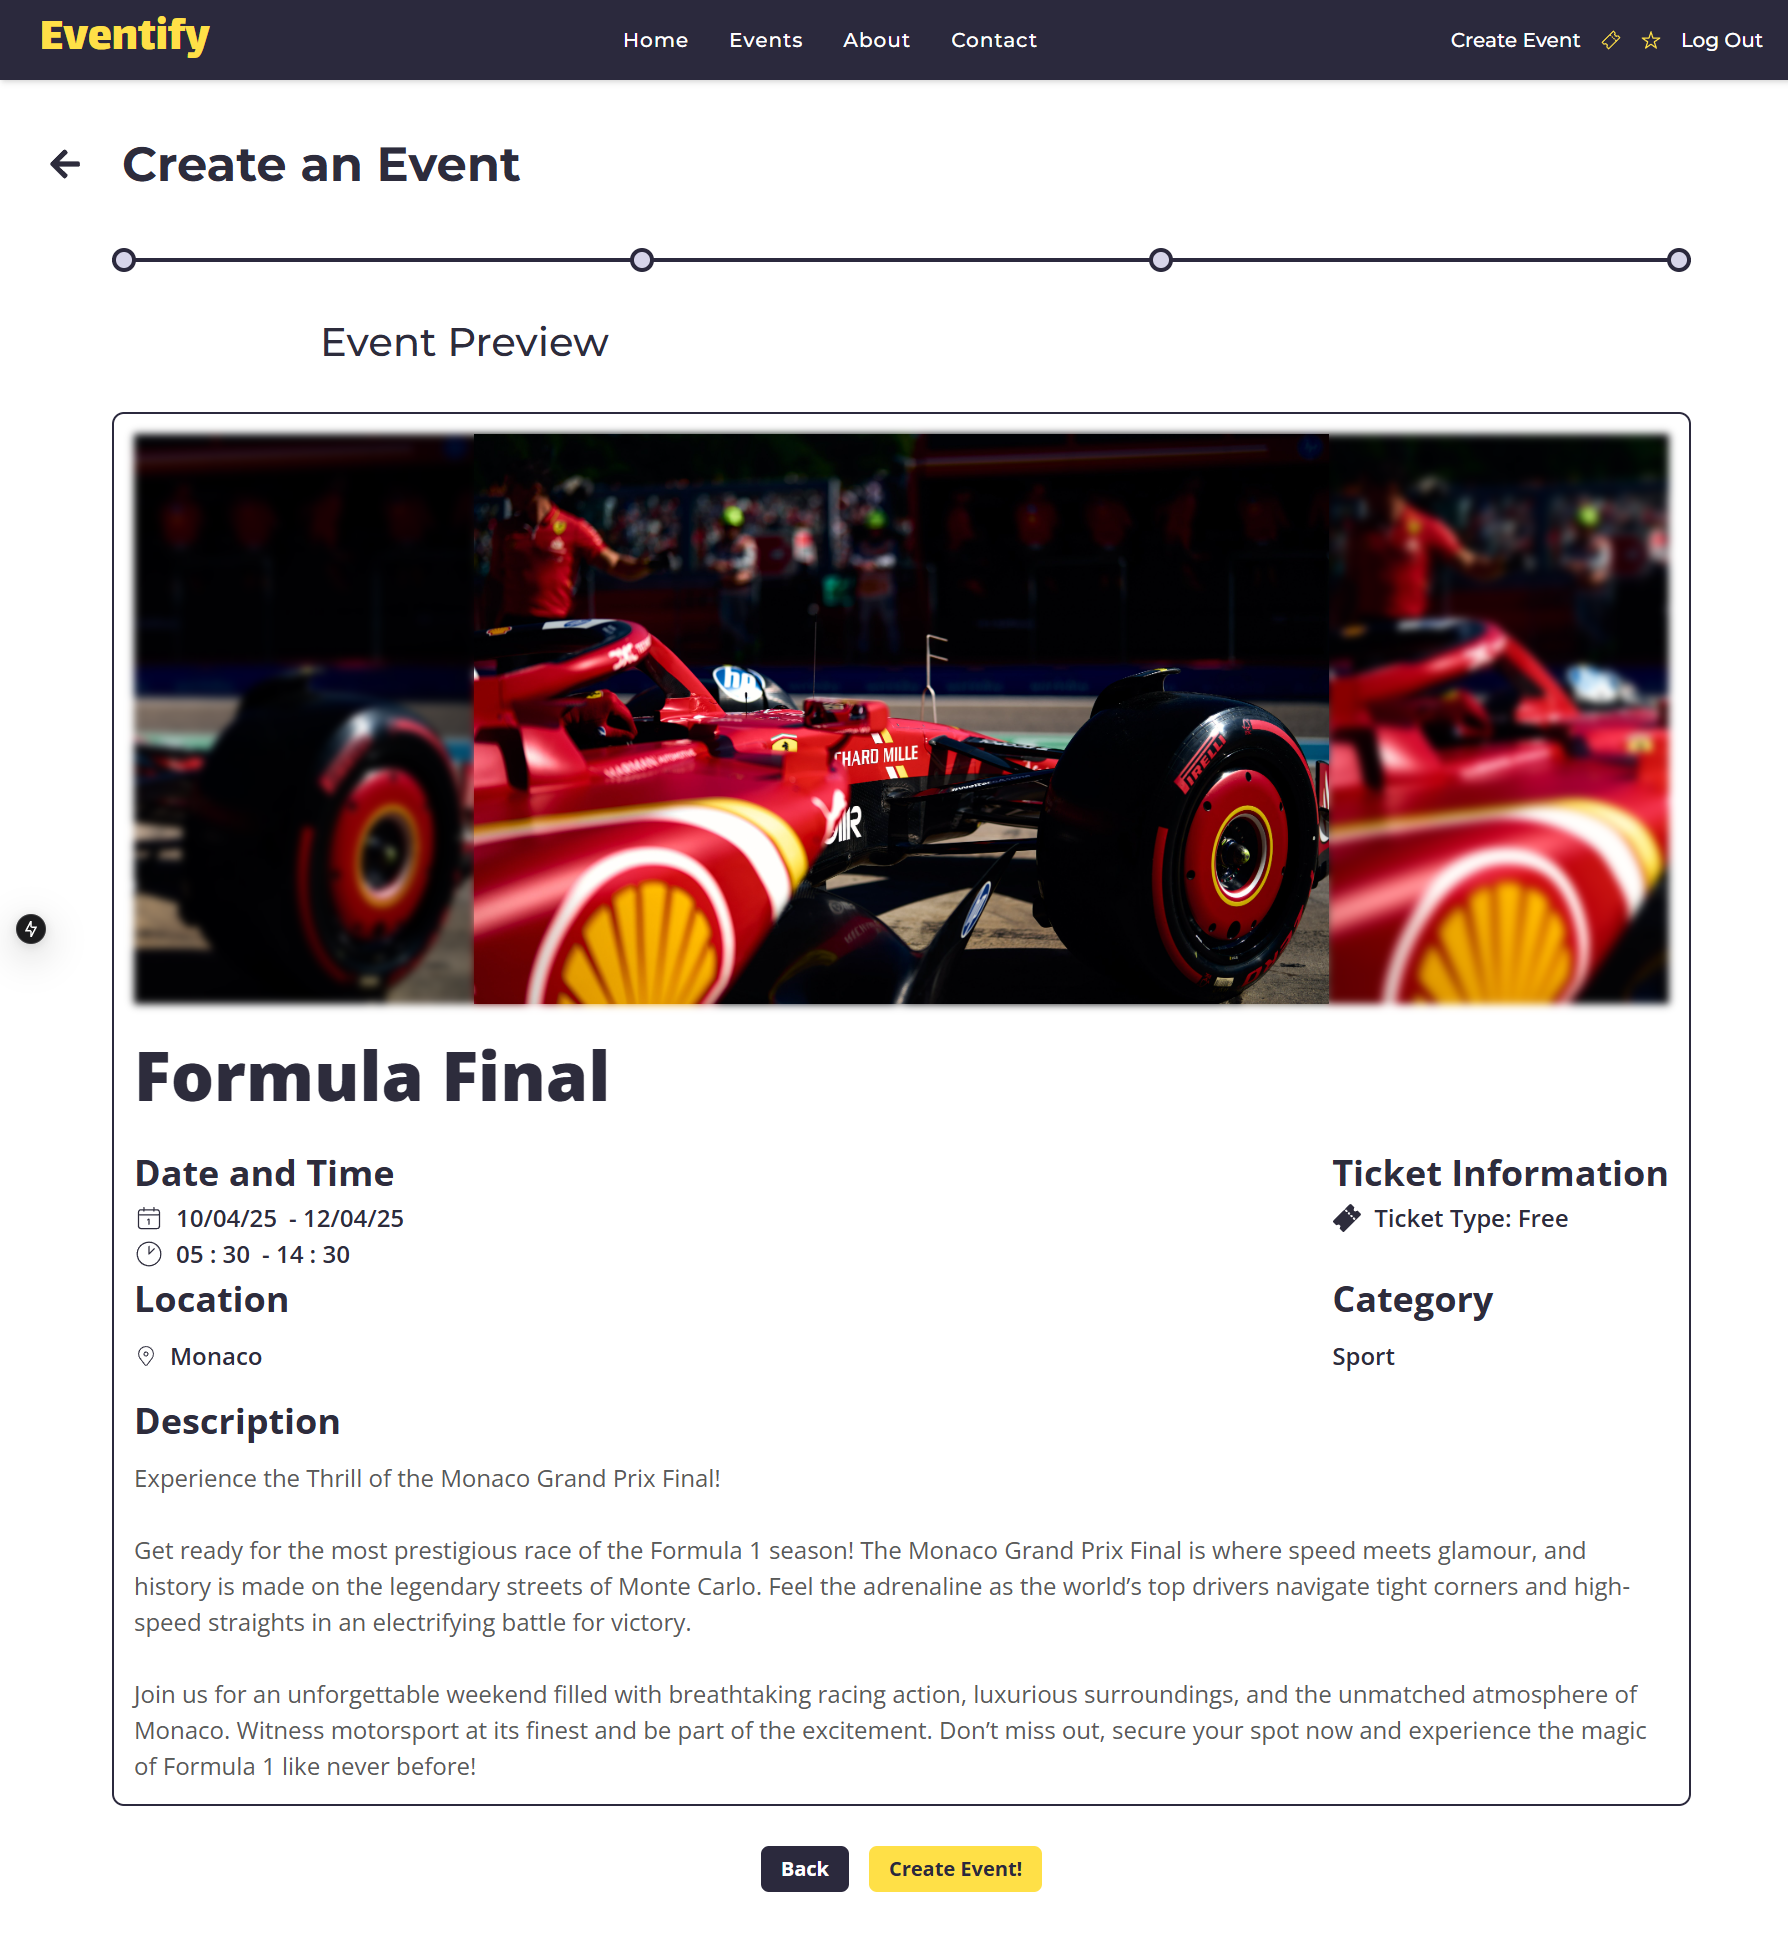 Eventify
Home Events About Contact
Create Event Log Out
Create an Event
Event Preview
hp
CHARD MILLE
PIRELLI
Formula Final
Date and Time
10/04/25 - 12/04/25
05 : 30 - 14 : 30
Ticket Information
Ticket Type: Free
Location
Monaco
Category
Sport
Description
Experience the Thrill of the Monaco Grand Prix Final!
Get ready for the most prestigious race of the Formula 1 season! The Monaco Grand Prix Final is where speed meets glamour, and
history is made on the legendary streets of Monte Carlo. Feel the adrenaline as the world’s top drivers navigate tight corners and high-
speed straights in an electrifying battle for victory.
Join us for an unforgettable weekend filled with breathtaking racing action, luxurious surroundings, and the unmatched atmosphere of
Monaco. Witness motorsport at its finest and be part of the excitement. Don’t miss out, secure your spot now and experience the magic
of Formula 1 like never before!
Back Create Event!